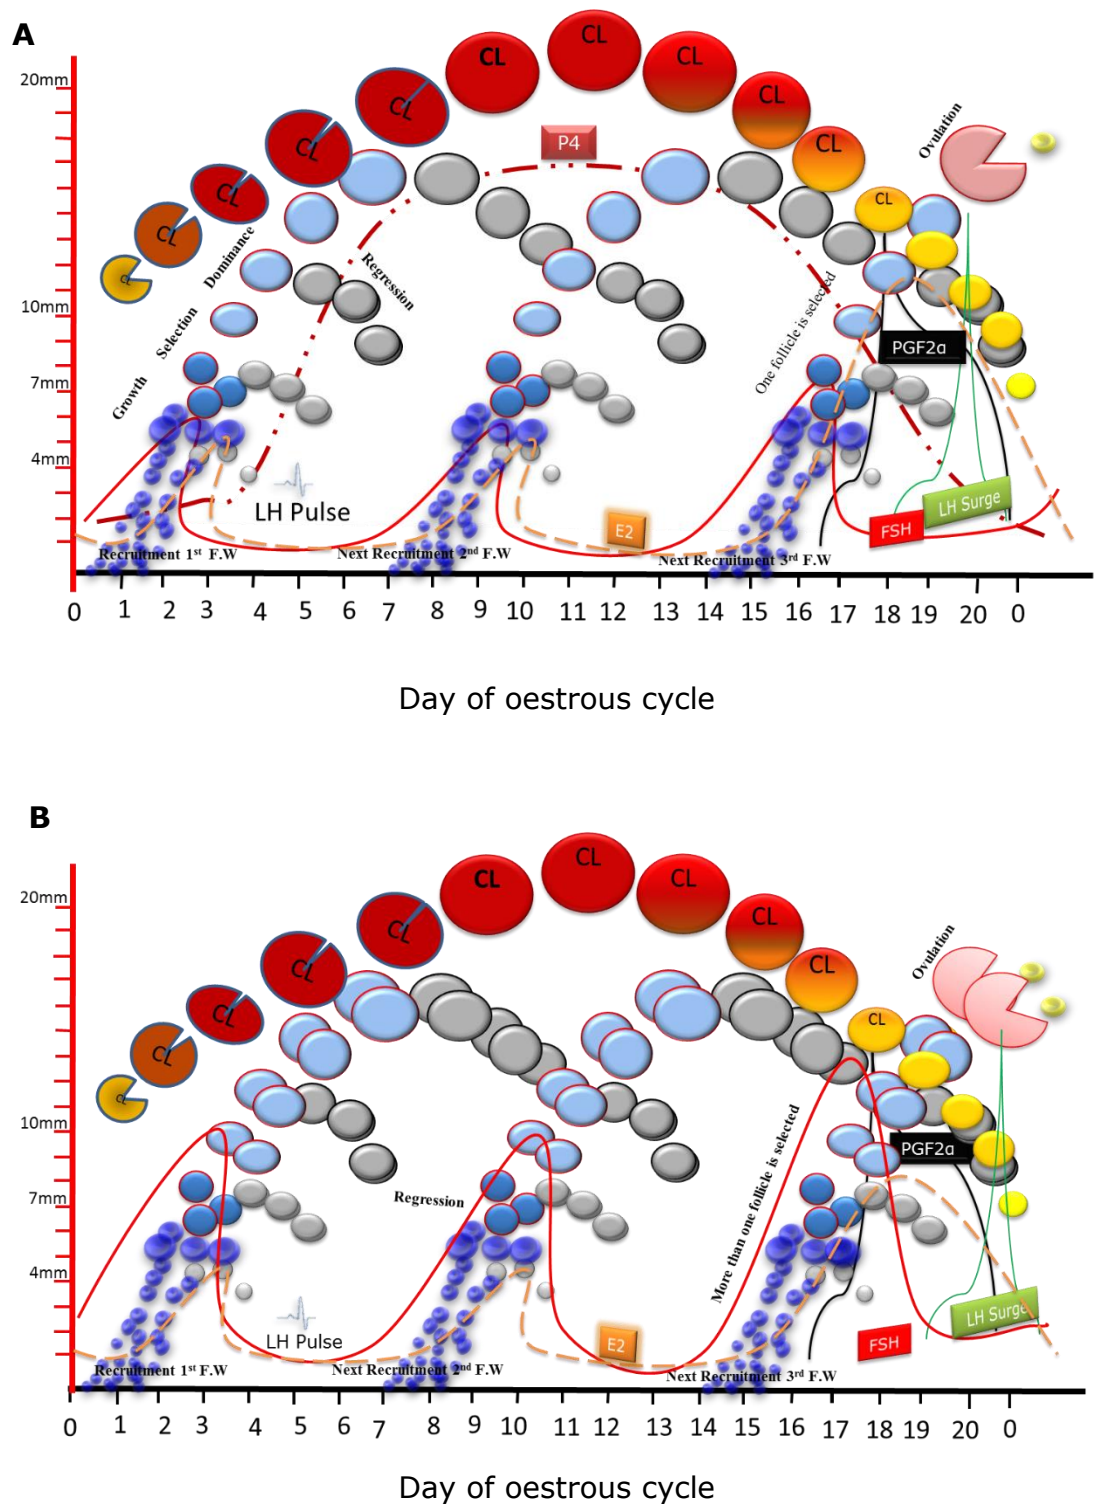 A
20mm
10mm
7mm
4mm
CL
CL
CL
CL
CL
CL
CL
CL
CL
CL
CL
CL
P4
Ovulation
Growth
Selection
Dominance
Regression
One follicle is selected
PGF2α
LH Pulse
E2
FSH
LH Surge
Recruitment 1st F.W
Next Recruitment 2nd F.W
Next Recruitment 3rd F.W
0 1 2 3 4 5 6 7 8 9 10 11 12 13 14 15 16 17 18 19 20 0
Day of oestrous cycle
B
20mm
10mm
7mm
4mm
CL
CL
CL
CL
CL
CL
CL
CL
CL
CL
CL
CL
Ovulation
Regression
More than one follicle is selected
PGF2α
LH Pulse
E2
FSH
LH Surge
Recruitment 1st F.W
Next Recruitment 2nd F.W
Next Recruitment 3rd F.W
0 1 2 3 4 5 6 7 8 9 10 11 12 13 14 15 16 17 18 19 20 0
Day of oestrous cycle